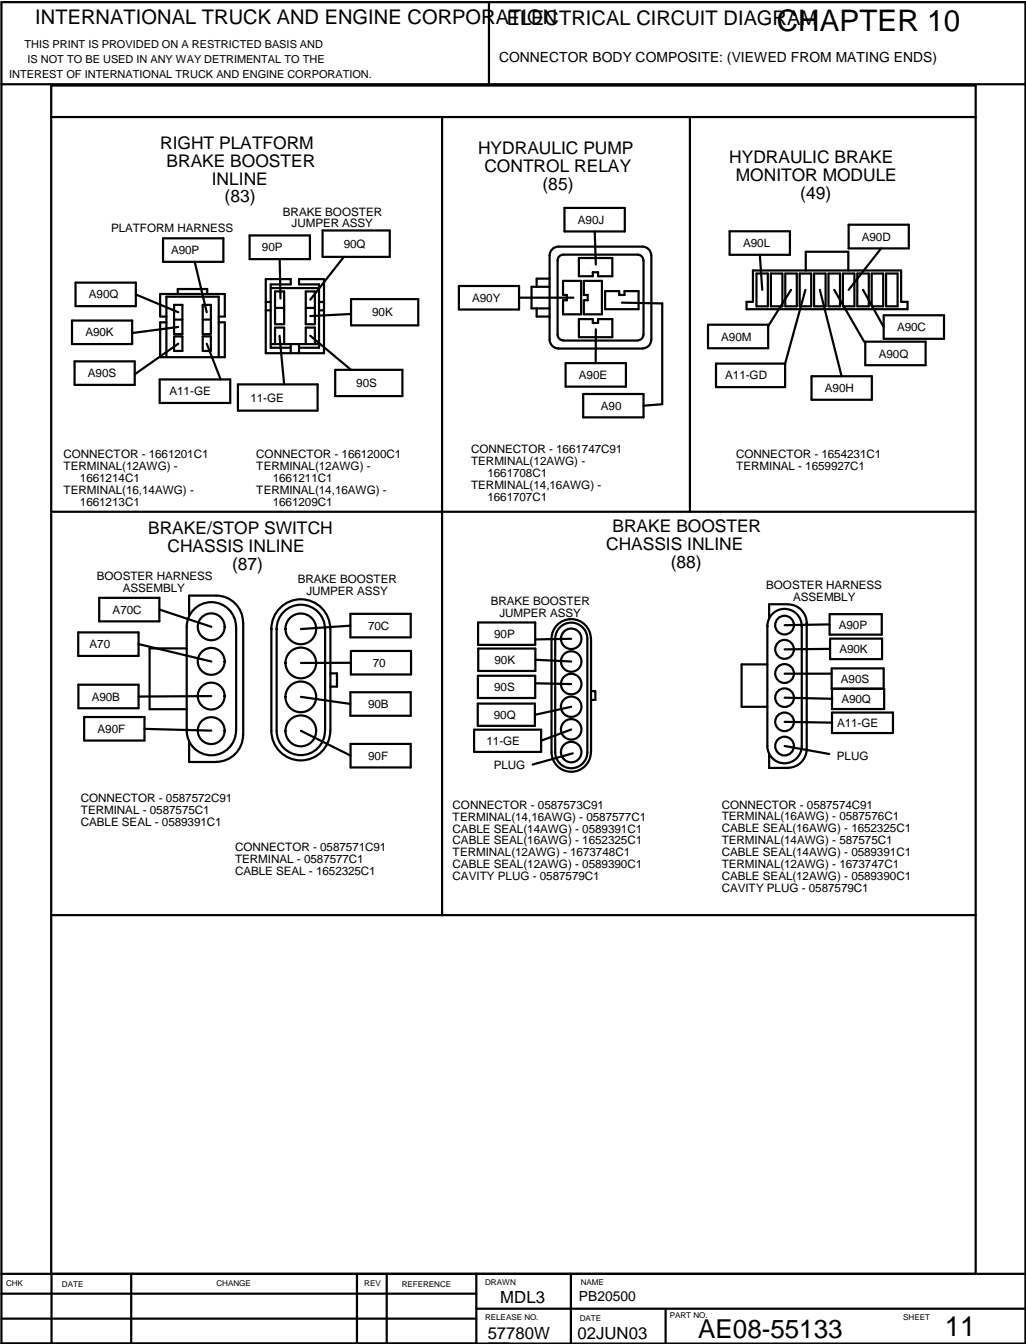 INTERNATIONAL TRUCK AND ENGINE CORPORATION
ELECTRICAL CIRCUIT DIAGRAM
CHAPTER 10
THIS PRINT IS PROVIDED ON A RESTRICTED BASIS AND
IS NOT TO BE USED IN ANY WAY DETRIMENTAL TO THE
INTEREST OF INTERNATIONAL TRUCK AND ENGINE CORPORATION.
CONNECTOR BODY COMPOSITE: (VIEWED FROM MATING ENDS)
RIGHT PLATFORM
BRAKE BOOSTER
INLINE
(83)
PLATFORM HARNESS
BRAKE BOOSTER
JUMPER ASSY
A90P
A90Q
A90K
A90S
A11-GE
90P
90Q
90K
90S
11-GE
CONNECTOR - 1661201C1
TERMINAL(12AWG) -
1661214C1
TERMINAL(16,14AWG) -
1661213C1
CONNECTOR - 1661200C1
TERMINAL(12AWG) -
1661211C1
TERMINAL(14,16AWG) -
1661209C1
HYDRAULIC PUMP
CONTROL RELAY
(85)
A90J
A90Y
A90E
A90
CONNECTOR - 1661747C91
TERMINAL(12AWG) -
1661708C1
TERMINAL(14,16AWG) -
1661707C1
HYDRAULIC BRAKE
MONITOR MODULE
(49)
A90L
A90D
A90M
A90C
A90Q
A11-GD
A90H
CONNECTOR - 1654231C1
TERMINAL - 1659927C1
BRAKE/STOP SWITCH
CHASSIS INLINE
(87)
BOOSTER HARNESS
ASSEMBLY
BRAKE BOOSTER
JUMPER ASSY
A70C
A70
A90B
A90F
70C
70
90B
90F
CONNECTOR - 0587572C91
TERMINAL - 0587575C1
CABLE SEAL - 0589391C1
CONNECTOR - 0587571C91
TERMINAL - 0587577C1
CABLE SEAL - 1652325C1
BRAKE BOOSTER
CHASSIS INLINE
(88)
BRAKE BOOSTER
JUMPER ASSY
BOOSTER HARNESS
ASSEMBLY
90P
90K
90S
90Q
11-GE
PLUG
A90P
A90K
A90S
A90Q
A11-GE
PLUG
CONNECTOR - 0587573C91
TERMINAL(14,16AWG) - 0587577C1
CABLE SEAL(14AWG) - 0589391C1
CABLE SEAL(16AWG) - 1652325C1
TERMINAL(12AWG) - 1673748C1
CABLE SEAL(12AWG) - 0589390C1
CAVITY PLUG - 0587579C1
CONNECTOR - 0587574C91
TERMINAL(16AWG) - 0587576C1
CABLE SEAL(16AWG) - 1652325C1
TERMINAL(14AWG) - 587575C1
CABLE SEAL(14AWG) - 0589391C1
TERMINAL(12AWG) - 1673747C1
CABLE SEAL(12AWG) - 0589390C1
CAVITY PLUG - 0587579C1
CHK DATE CHANGE REV REFERENCE
DRAWN
MDL3
NAME
PB20500
RELEASE NO.
57780W
DATE
02JUN03
PART NO.
AE08-55133
SHEET
11